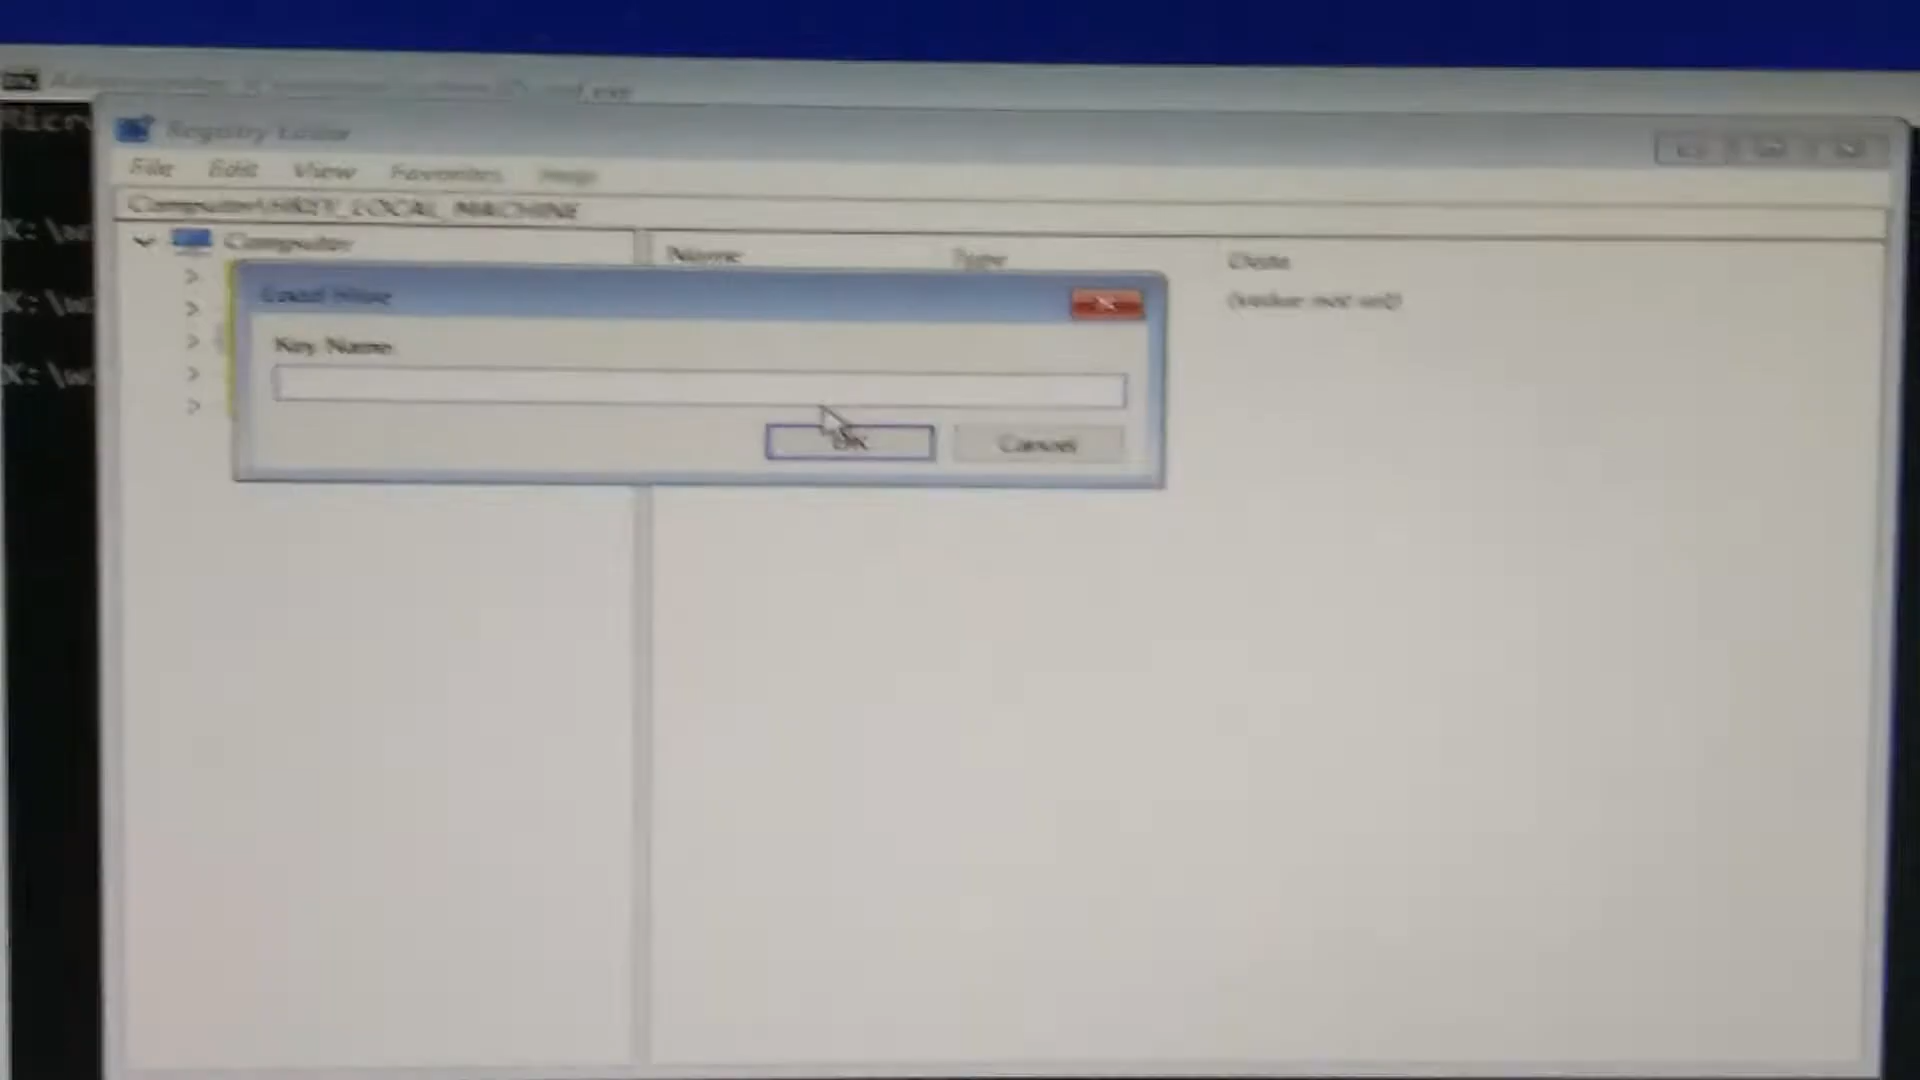 Registry Editor
File Edit View Favorites Help
Computer\HKEY_LOCAL_MACHINE
Computer
Name Type Data
(value not set)
Load Hive
Key Name:
OK Cancel
X:\
X:\
X:\